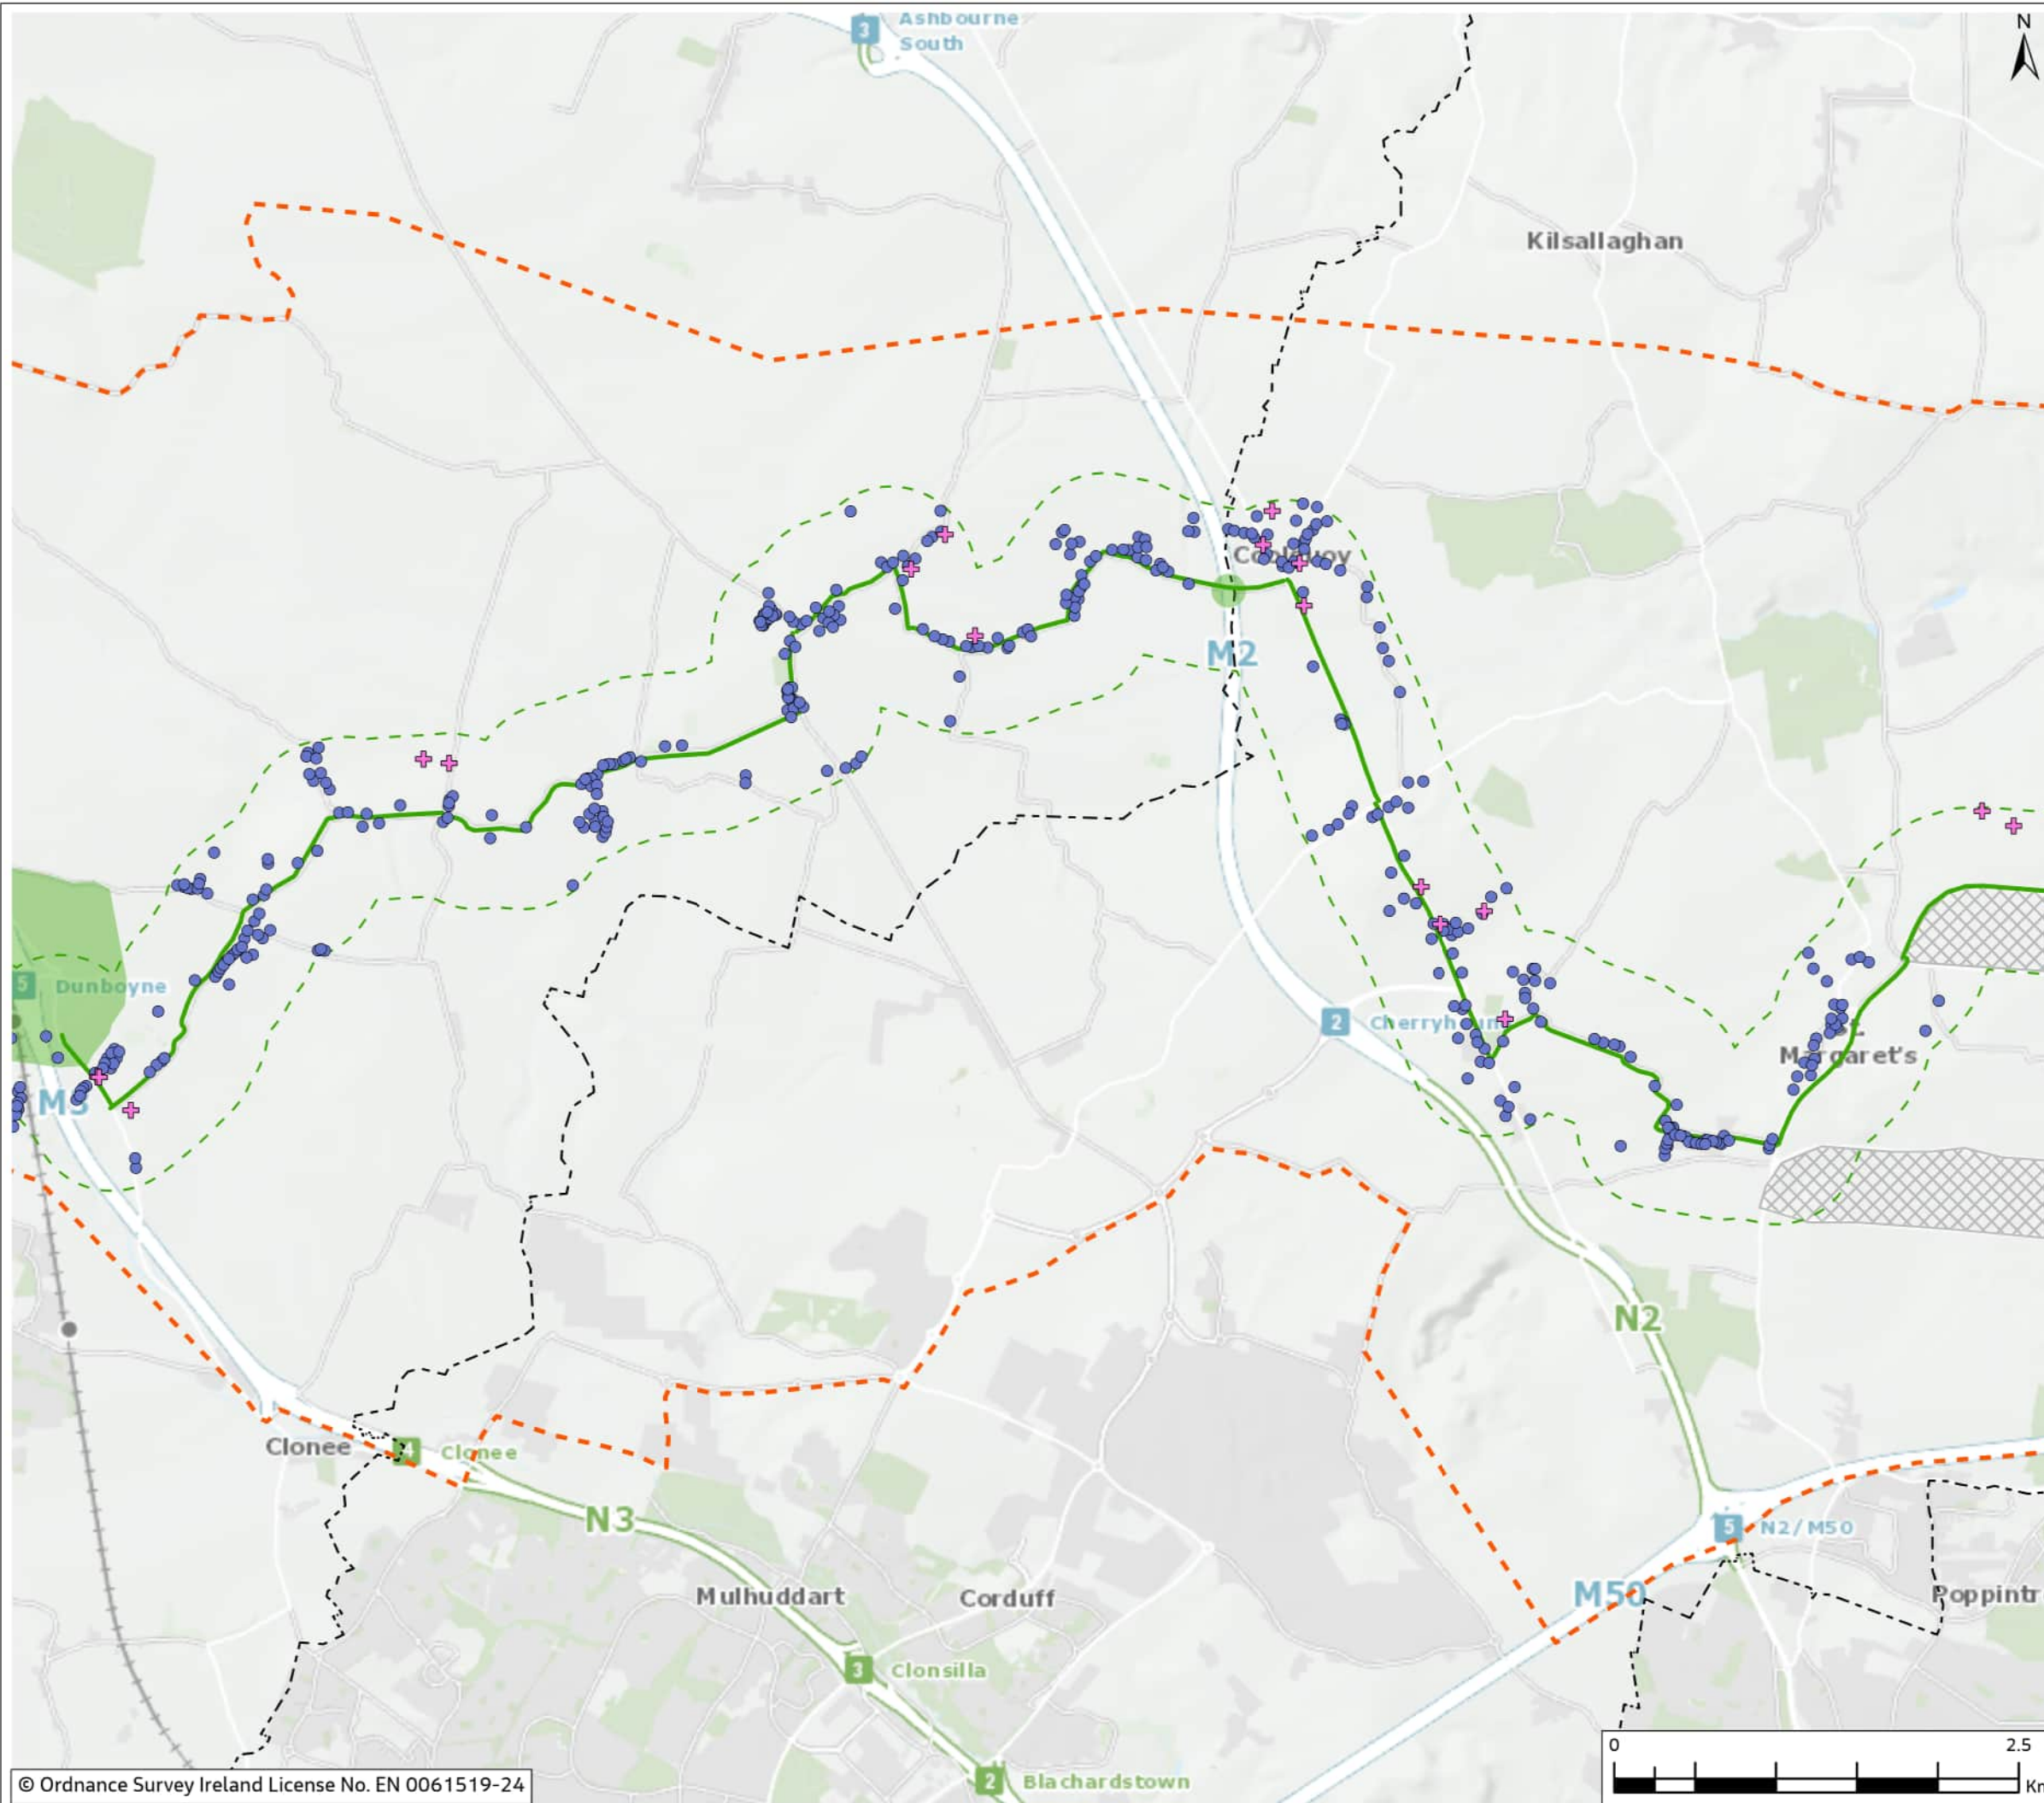 3
Ashbourne
South
N
Kilsallaghan
M2
5
Dunboyne
M3
2
Margaret's
N2
Clonee
4
Clonee
N3
5
N2/M50
M50
Mulhuddart
Corduff
Poppintr
3
Clonsilla
0
2.5
Km
© Ordnance Survey Ireland License No. EN 0061519-24
2
Blachardstown